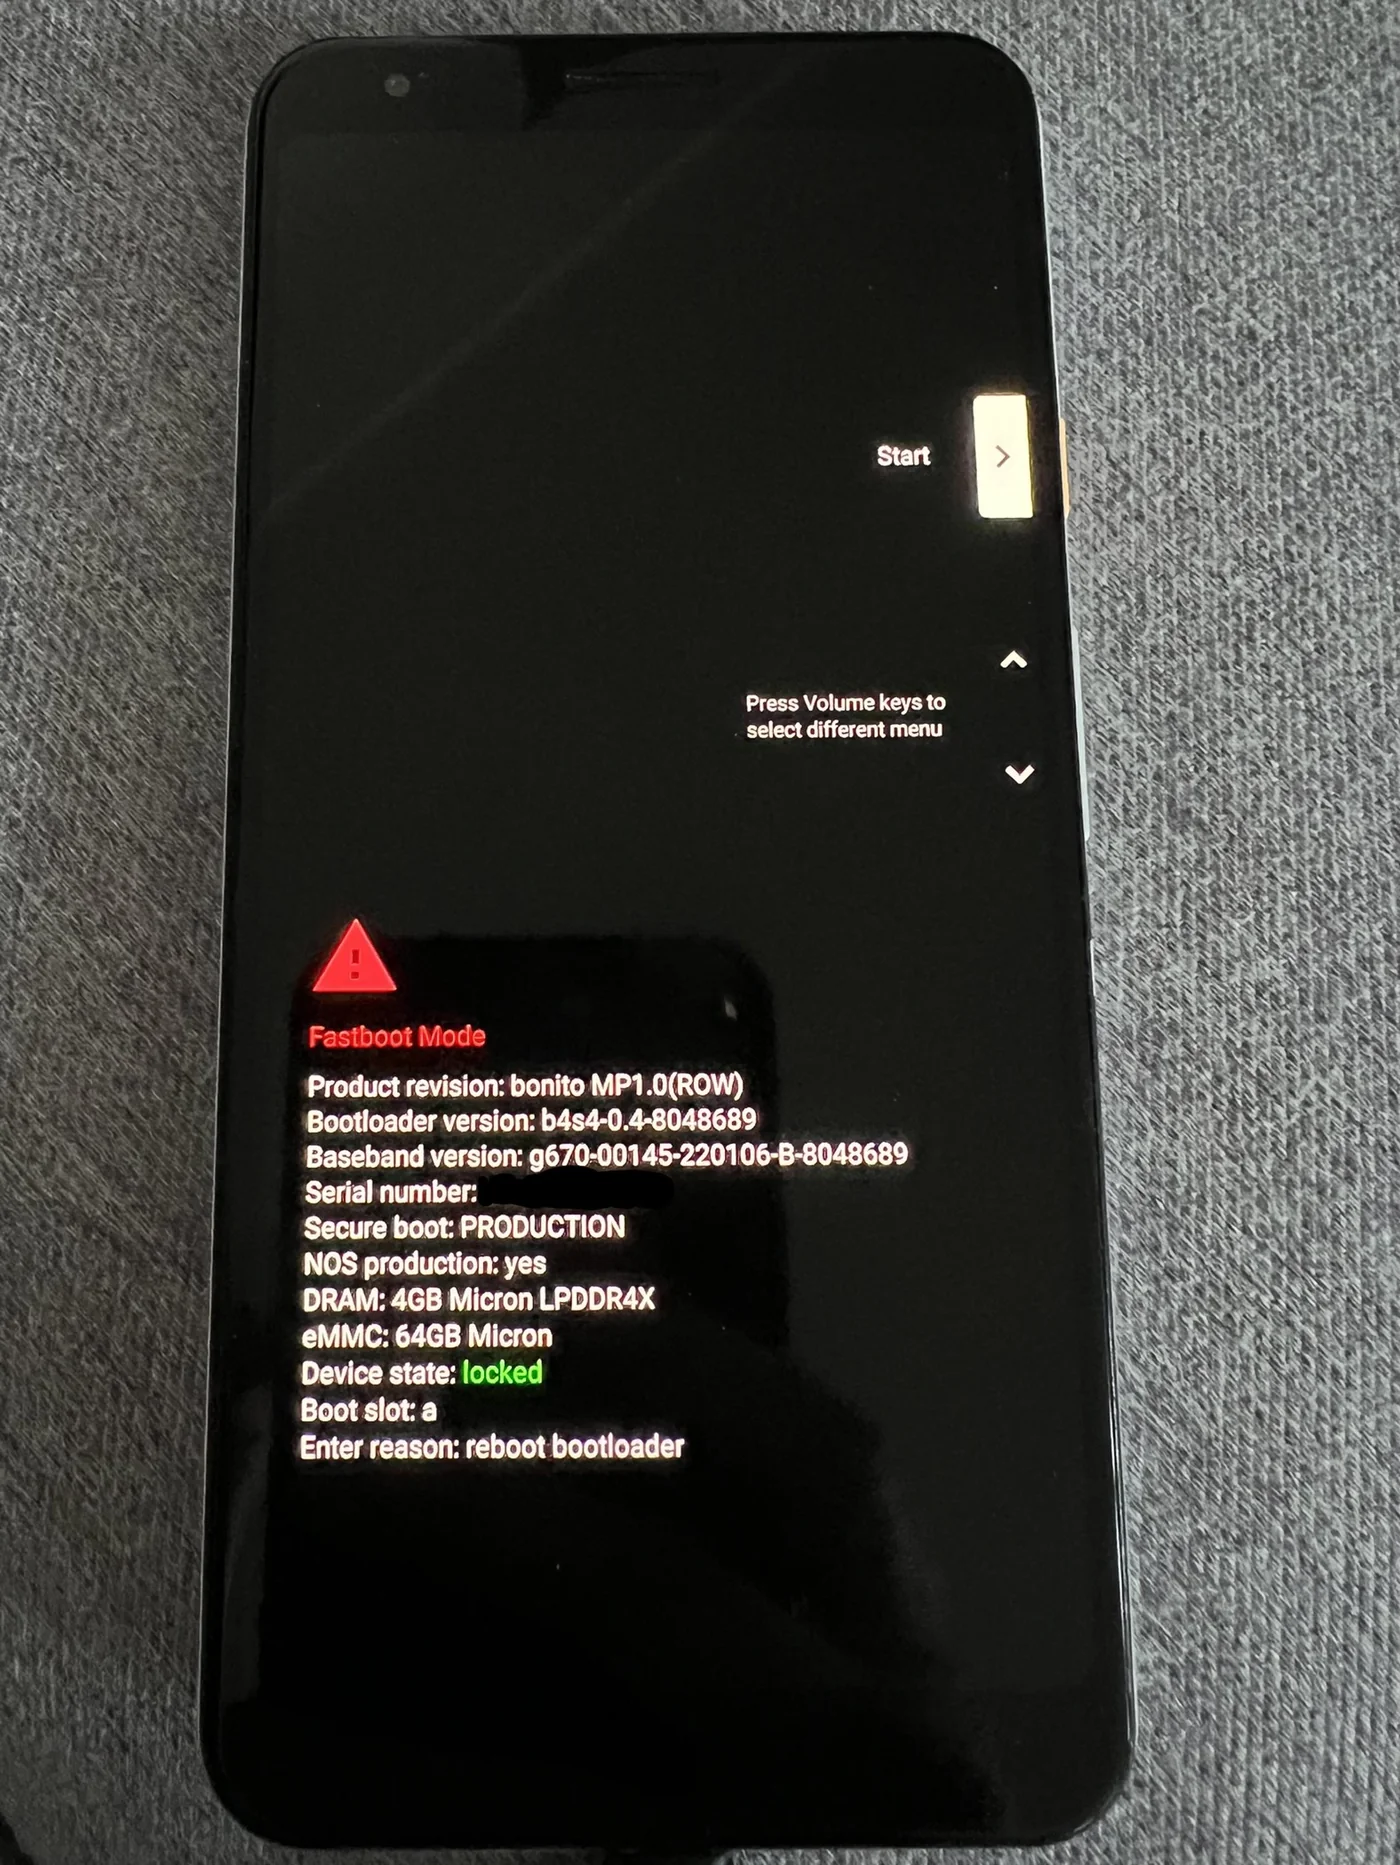 Start
Press Volume keys to
select different menu
Fastboot Mode
Product revision: bonito MP1.0(ROW)
Bootloader version: b4s4-0.4-8048689
Baseband version: g670-00145-220106-B-8048689
Serial number:
Secure boot: PRODUCTION
NOS production: yes
DRAM: 4GB Micron LPDDR4X
eMMC: 64GB Micron
Device state: locked
Boot slot: a
Enter reason: reboot bootloader